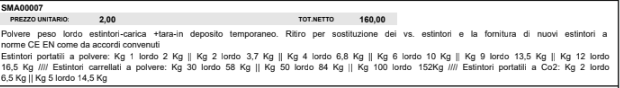 SMA00007
PREZZO UNITARIO: 2,00 TOT.NETTO 160,00
Polvere peso lordo estintori-carica +tara-in deposito temporaneo. Ritiro per sostituzione dei vs. estintori e la fornitura di nuovi estintori a
norme CE EN come da accordi convenuti
Estintori portatili a polvere: Kg 1 lordo 2 Kg || Kg 2 lordo 3,7 Kg || Kg 4 lordo 6,8 Kg || Kg 6 lordo 10 Kg || Kg 9 lordo 13,5 Kg || Kg 12 lordo
16,5 Kg //// Estintori carrellati a polvere: Kg 30 lordo 58 Kg || Kg 50 lordo 84 Kg || Kg 100 lordo 152Kg //// Estintori portatili a Co2: Kg 2 lordo
6,5 Kg || Kg 5 lordo 14,5 Kg